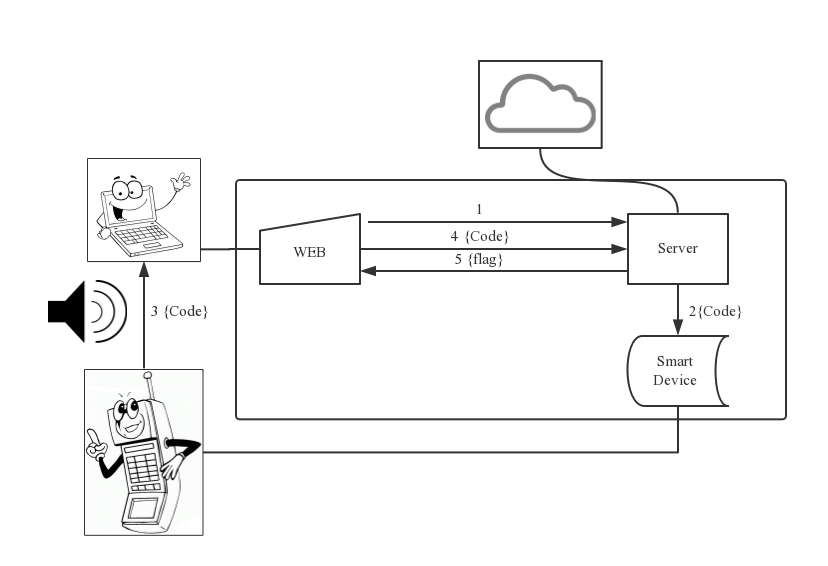 1
4 {Code}
5 {flag}
WEB
Server
3 {Code}
2{Code}
Smart
Device